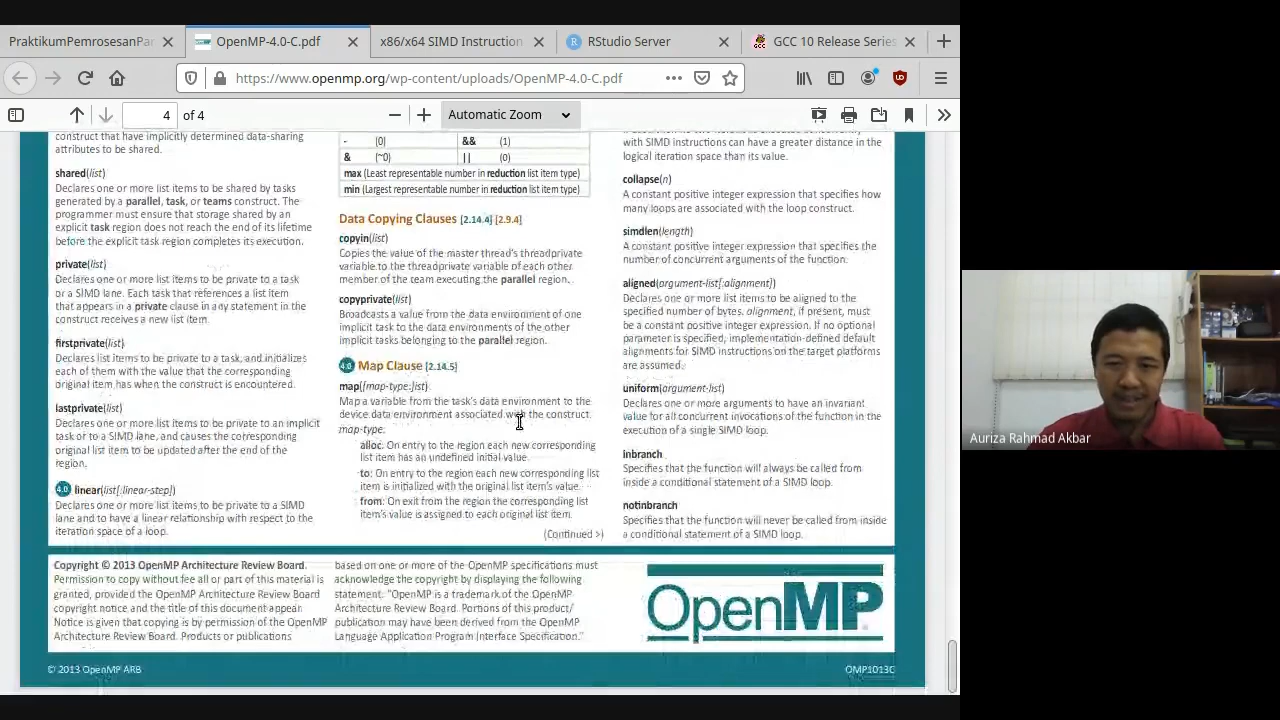 PraktikumPemrosesanPar
OpenMP-4.0-C.pdf
x86/x64 SIMD Instruction
RStudio Server
GCC 10 Release Series
https://www.openmp.org/wp-content/uploads/OpenMP-4.0-C.pdf
4 of 4
Automatic Zoom
construct that have implicitly determined data-sharing
attributes to be shared.
shared(list)
Declares one or more list items to be shared by tasks
generated by a parallel, task, or teams construct. The
programmer must ensure that storage shared by an
explicit task region does not reach the end of its lifetime
before the explicit task region completes its execution.
private(list)
Declares one or more list items to be private to a task
or a SIMD lane. Each task that references a list item
that appears in a private clause in any statement in the
construct receives a new list item.
firstprivate(list)
Declares list items to be private to a task, and initializes
each of them with the value that the corresponding
original item has when the construct is encountered.
lastprivate(list)
Declares one or more list items to be private to an implicit
task or to a SIMD lane, and causes the corresponding
original list item to be updated after the end of the
region.
4.0 linear(list[:linear-step])
Declares one or more list items to be private to a SIMD
lane and to have a linear relationship with respect to the
iteration space of a loop.
- (0) && (1)
& (~0) || (0)
max (Least representable number in reduction list item type)
min (Largest representable number in reduction list item type)
Data Copying Clauses [2.14.4] [2.9.4]
copyin(list)
Copies the value of the master thread's threadprivate
variable to the threadprivate variable of each other
member of the team executing the parallel region.
copyprivate(list)
Broadcasts a value from the data environment of one
implicit task to the data environments of the other
implicit tasks belonging to the parallel region.
4.0 Map Clause [2.14.5]
map([map-type:]list)
Map a variable from the task's data environment to the
device data environment associated with the construct.
map-type:
alloc: On entry to the region each new corresponding
list item has an undefined initial value.
to: On entry to the region each new corresponding list
item is initialized with the original list item's value.
from: On exit from the region the corresponding list
item's value is assigned to each original list item.
(Continued >)
with SIMD instructions can have a greater distance in the
logical iteration space than its value.
collapse(n)
A constant positive integer expression that specifies how
many loops are associated with the loop construct.
simdlen(length)
A constant positive integer expression that specifies the
number of concurrent arguments of the function.
aligned(argument-list[:alignment])
Declares one or more list items to be aligned to the
specified number of bytes. alignment, if present, must
be a constant positive integer expression. If no optional
parameter is specified, implementation-defined default
alignments for SIMD instructions on the target platforms
are assumed.
uniform(argument-list)
Declares one or more arguments to have an invariant
value for all concurrent invocations of the function in the
execution of a single SIMD loop.
inbranch
Specifies that the function will always be called from
inside a conditional statement of a SIMD loop.
notinbranch
Specifies that the function will never be called from inside
a conditional statement of a SIMD loop.
Copyright © 2013 OpenMP Architecture Review Board.
Permission to copy without fee all or part of this material is
granted, provided the OpenMP Architecture Review Board
copyright notice and the title of this document appear.
Notice is given that copying is by permission of the OpenMP
Architecture Review Board. Products or publications
based on one or more of the OpenMP specifications must
acknowledge the copyright by displaying the following
statement: "OpenMP is a trademark of the OpenMP
Architecture Review Board. Portions of this product/
publication may have been derived from the OpenMP
Language Application Program Interface Specification."
OpenMP
© 2013 OpenMP ARB
OMP1013C
Auriza Rahmad Akbar